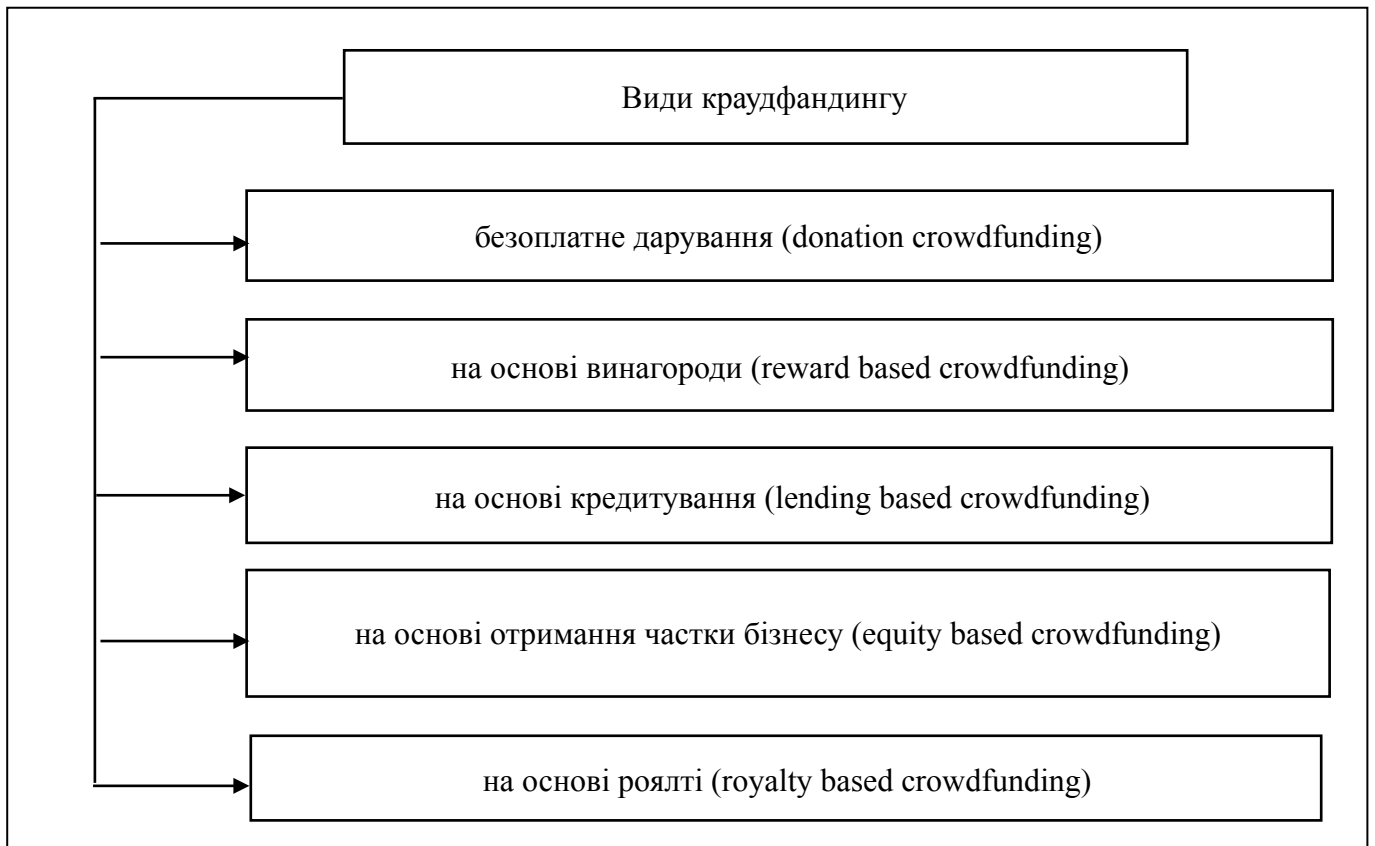 Види краудфандингу
безоплатне дарування (donation crowdfunding)
на основі винагороди (reward based crowdfunding)
на основі кредитування (lending based crowdfunding)
на основі отримання частки бізнесу (equity based crowdfunding)
на основі роялті (royalty based crowdfunding)